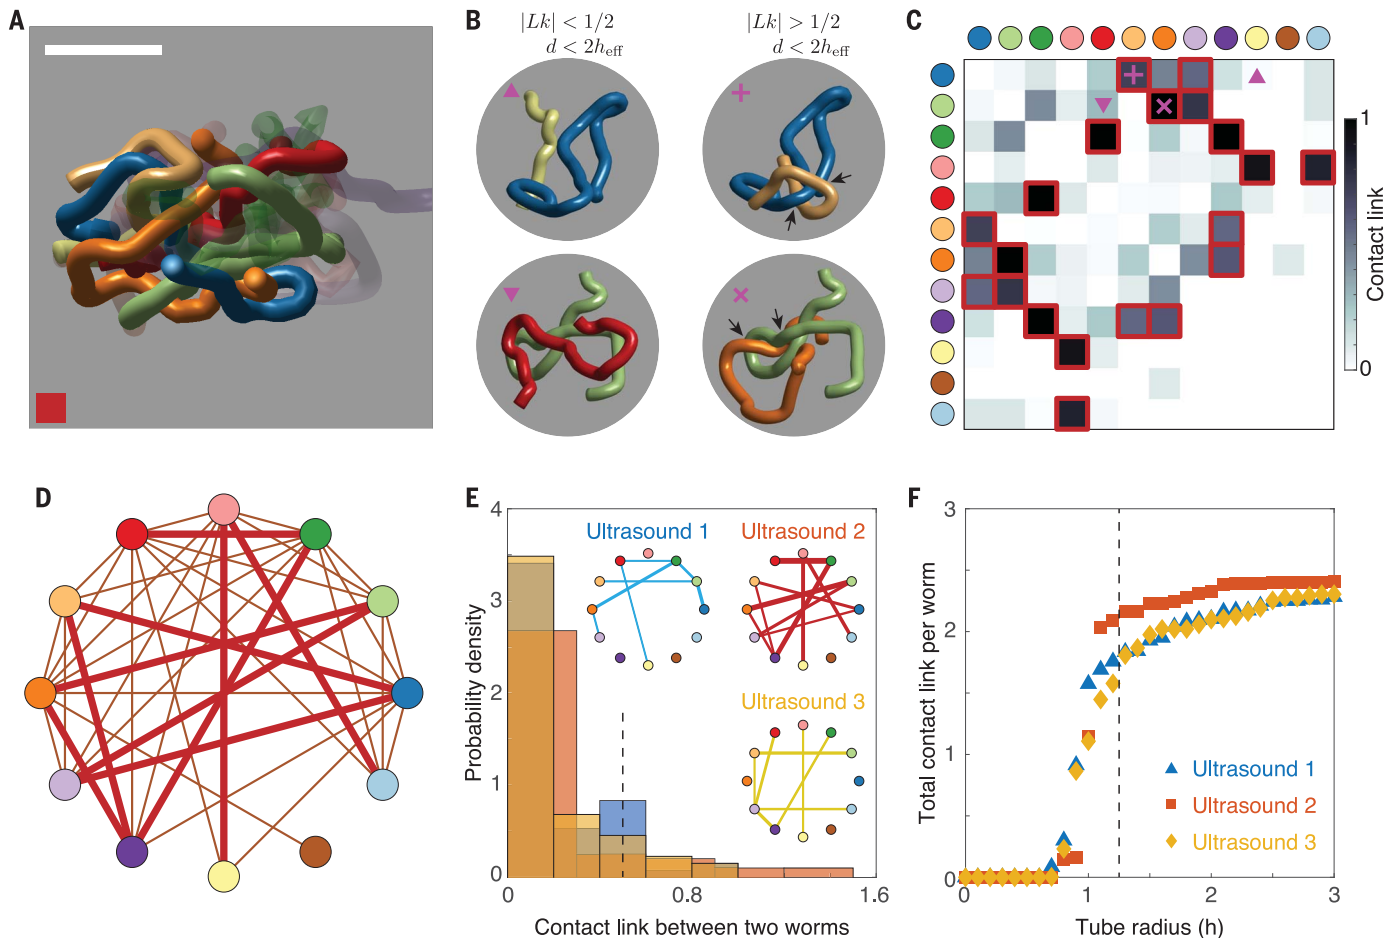 A
B
|Lk| < 1/2
d < 2h_eff
|Lk| > 1/2
d < 2h_eff
C
1
0
Contact link
D
E
4
3
2
1
0
0
0.8
1.6
Probability density
Contact link between two worms
Ultrasound 1
Ultrasound 2
Ultrasound 3
F
3
2
1
0
0
1
2
3
Total contact link per worm
Tube radius (h)
Ultrasound 1
Ultrasound 2
Ultrasound 3